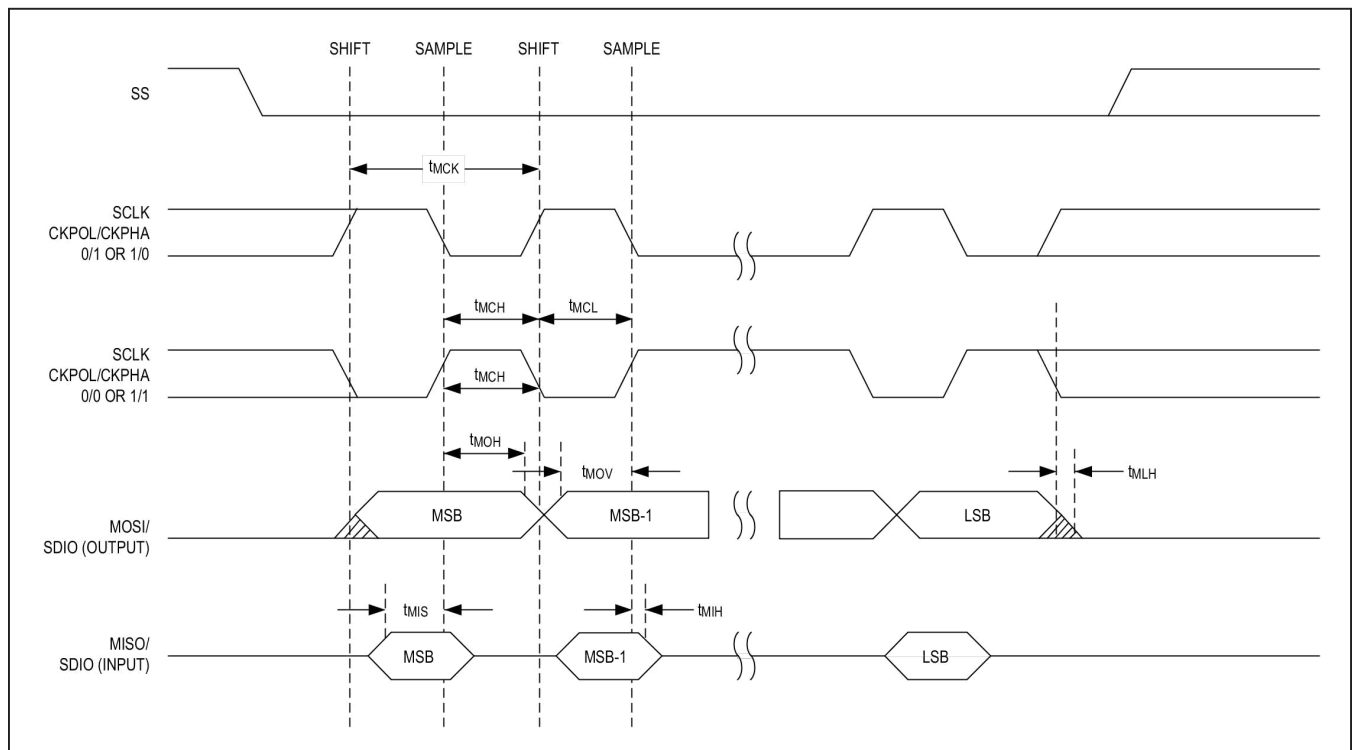 SHIFT SAMPLE SHIFT SAMPLE
SS
tMCK
SCLK
CKPOL/CKPHA
0/1 OR 1/0
tMCH tMCL
SCLK
CKPOL/CKPHA
0/0 OR 1/1
tMCH
tMOH
tMOV
tMLH
MOSI/
SDIO (OUTPUT)
MSB MSB-1 LSB
tMIS
tMIH
MISO/
SDIO (INPUT)
MSB MSB-1 LSB